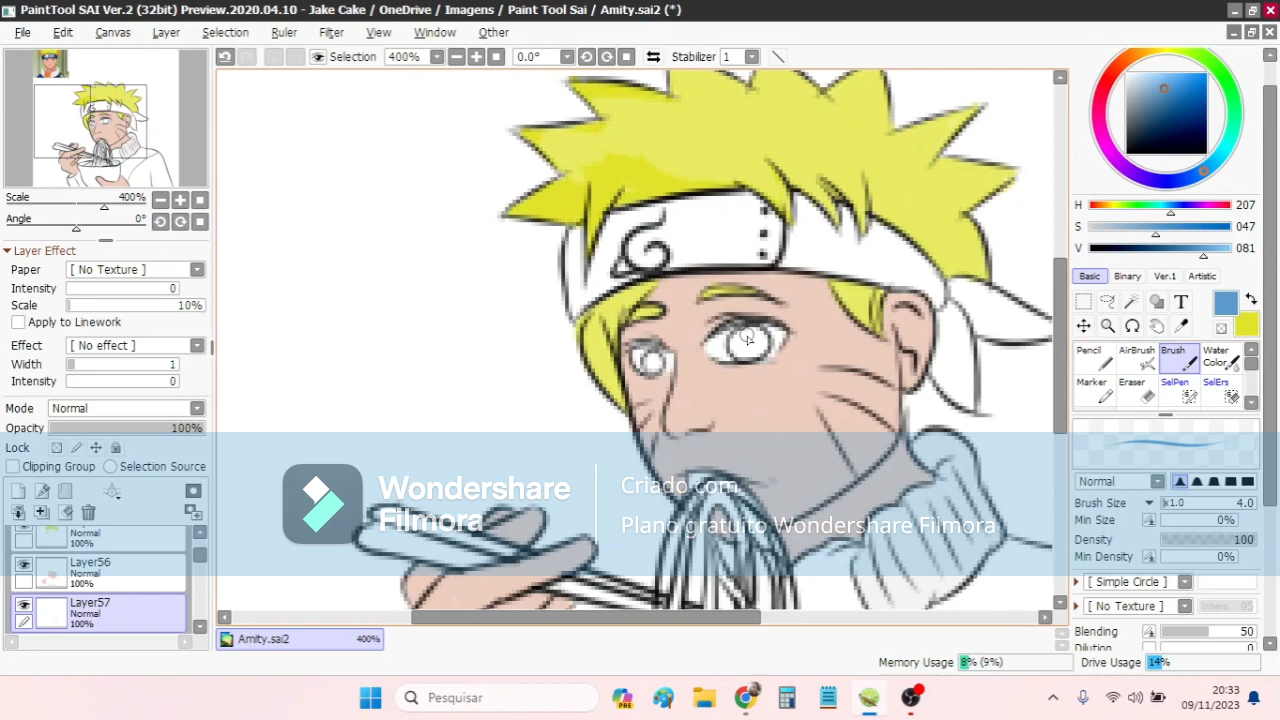 PaintTool SAI Ver.2 (32bit) Preview.2020.04.10 - Jake Cake / OneDrive / Imagens / Paint Tool Sai / Amity.sai2 (*)
File Edit Canvas Layer Selection Ruler Filter View Window Other
Selection 400% 0.0° Stabilizer 1
Scale 400%
Angle 0°
Layer Effect
Paper [ No Texture ]
Intensity 0
Scale 10%
Apply to Linework
Effect [ No effect ]
Width 1
Intensity 0
Mode Normal
Opacity 100%
Lock
Clipping Group Selection Source
Normal
100%
Layer56
Normal
100%
Layer57
Normal
100%
Wondershare
Filmora
Criado com
Plano gratuito Wondershare Filmora
H 207
S 047
V 081
Basic Binary Ver.1 Artistic
T
Pencil AirBrush Brush Water Color
Marker Eraser SelPen SelErs
Normal
Brush Size x1.0 4.0
Min Size 0%
Density 100
Min Density 0%
[ Simple Circle ]
[ No Texture ] Intens. 95
Blending 50
Dilution 0
Amity.sai2 400%
Memory Usage 8% (9%) Drive Usage 14%
Pesquisar
PRE
20:33
09/11/2023